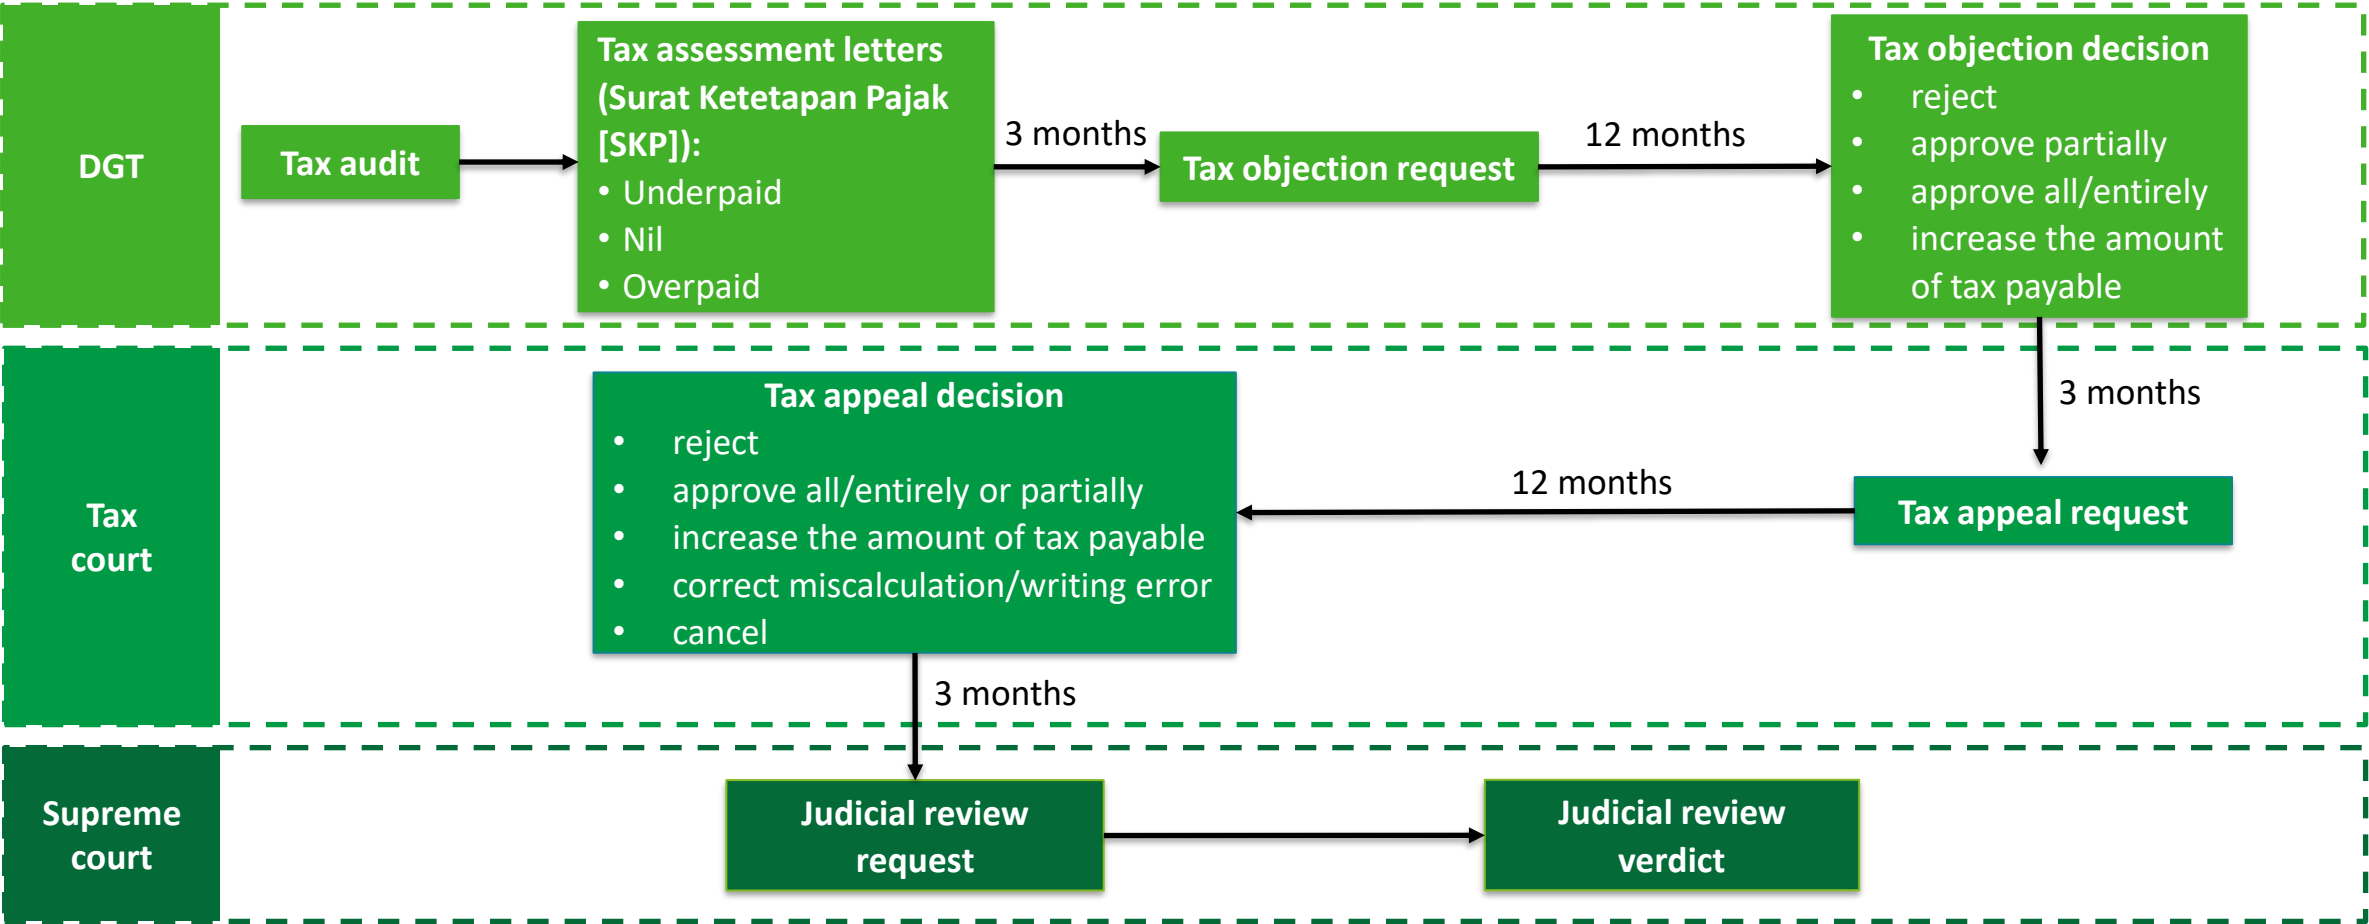 DGT
Tax audit
Tax assessment letters
(Surat Ketetapan Pajak
[SKP]):
• Underpaid
• Nil
• Overpaid
3 months
Tax objection request
12 months
Tax objection decision
• reject
• approve partially
• approve all/entirely
• increase the amount
of tax payable
3 months
Tax
court
Tax appeal request
12 months
Tax appeal decision
• reject
• approve all/entirely or partially
• increase the amount of tax payable
• correct miscalculation/writing error
• cancel
3 months
Supreme
court
Judicial review
request
Judicial review
verdict